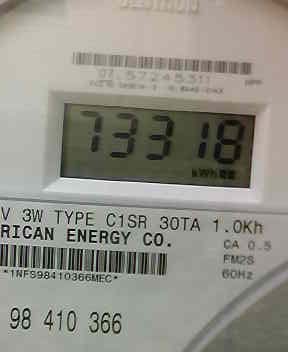 73318
kWh
V 3W TYPE C1SR 30TA 1.0Kh
RICAN ENERGY CO.
CA 0.5
FM2S
60Hz
*1NFS98410366MEC*
98 410 366